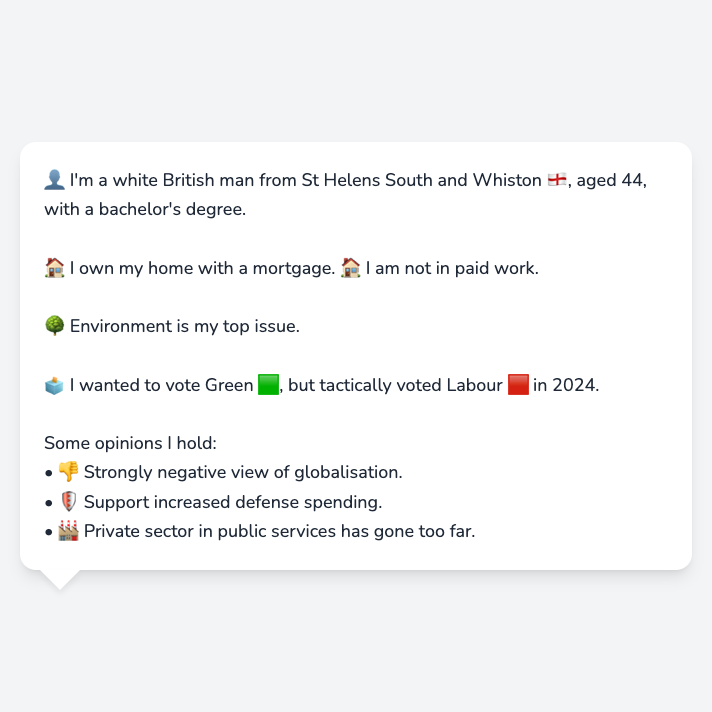 👤 I'm a white British man from St Helens South and Whiston 🏴󠁧󠁢󠁥󠁮󠁧󠁿, aged 44,
with a bachelor's degree.
🏠 I own my home with a mortgage. 🏠 I am not in paid work.
🌳 Environment is my top issue.
🗳️ I wanted to vote Green 🟩, but tactically voted Labour 🟥 in 2024.
Some opinions I hold:
• 👎 Strongly negative view of globalisation.
• 🛡️ Support increased defense spending.
• 🏭 Private sector in public services has gone too far.